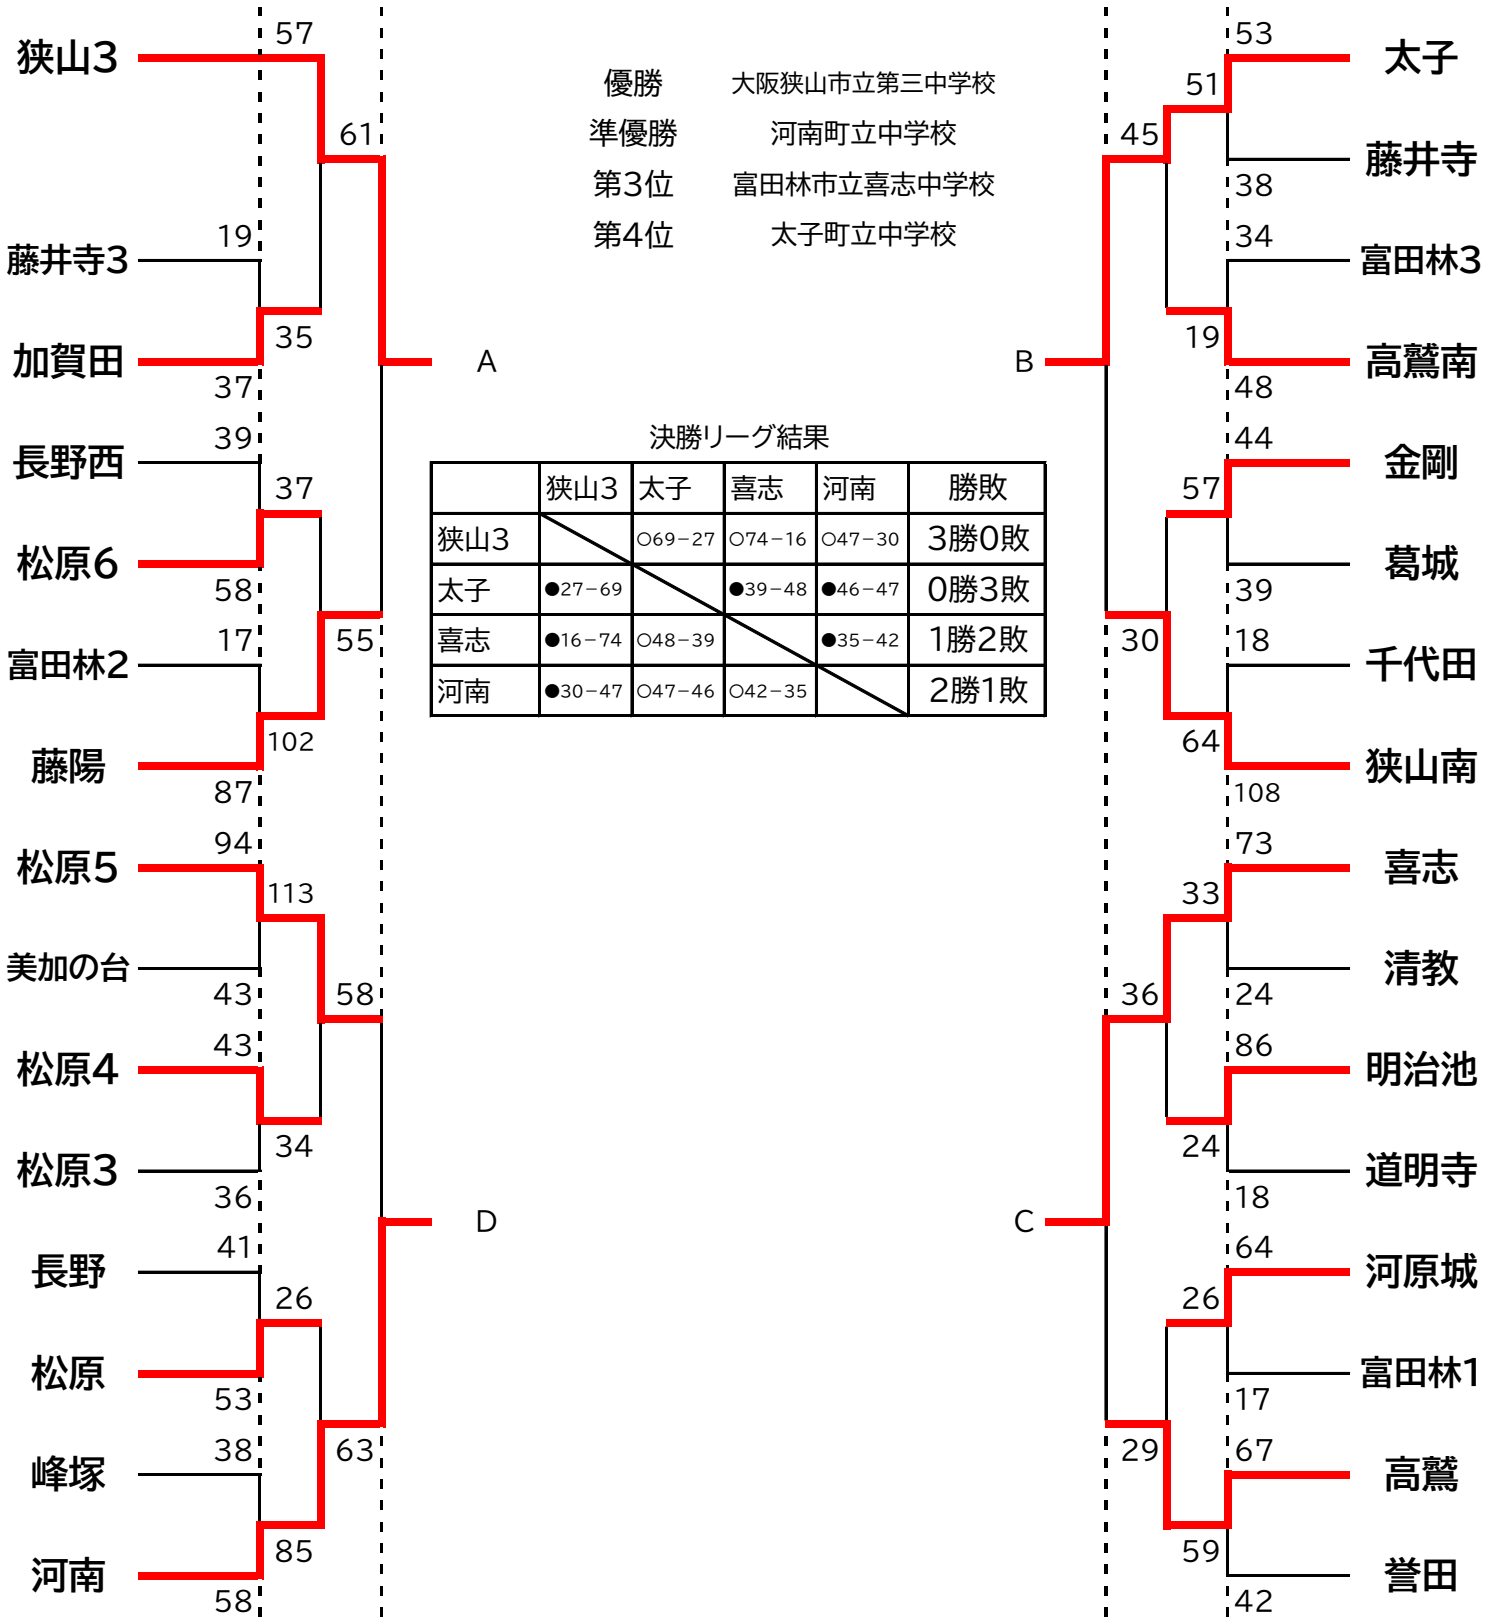 57
狭山3
61
19
藤井寺3
35
加賀田
37
A
39
長野西
37
松原6
58
17
富田林2
55
102
藤陽
87
94
松原5
113
美加の台
43
58
43
松原4
34
松原3
36
41
長野
26
松原
53
38
峰塚
63
85
河南
58
D
優勝 大阪狭山市立第三中学校
準優勝 河南町立中学校
第3位 富田林市立喜志中学校
第4位 太子町立中学校
決勝リーグ結果
狭山3 太子 喜志 河南 勝敗
狭山3 ○69-27 ○74-16 ○47-30 3勝0敗
太子 ●27-69 ●39-48 ●46-47 0勝3敗
喜志 ●16-74 ○48-39 ●35-42 1勝2敗
河南 ●30-47 ○47-46 ○42-35 2勝1敗
53
太子
51
45
藤井寺
38
34
富田林3
19
高鷲南
48
B
44
金剛
57
葛城
39
18
千代田
30
64
狭山南
108
73
喜志
33
清教
24
36
86
明治池
24
道明寺
18
C
64
河原城
26
富田林1
17
29
67
高鷲
59
誉田
42